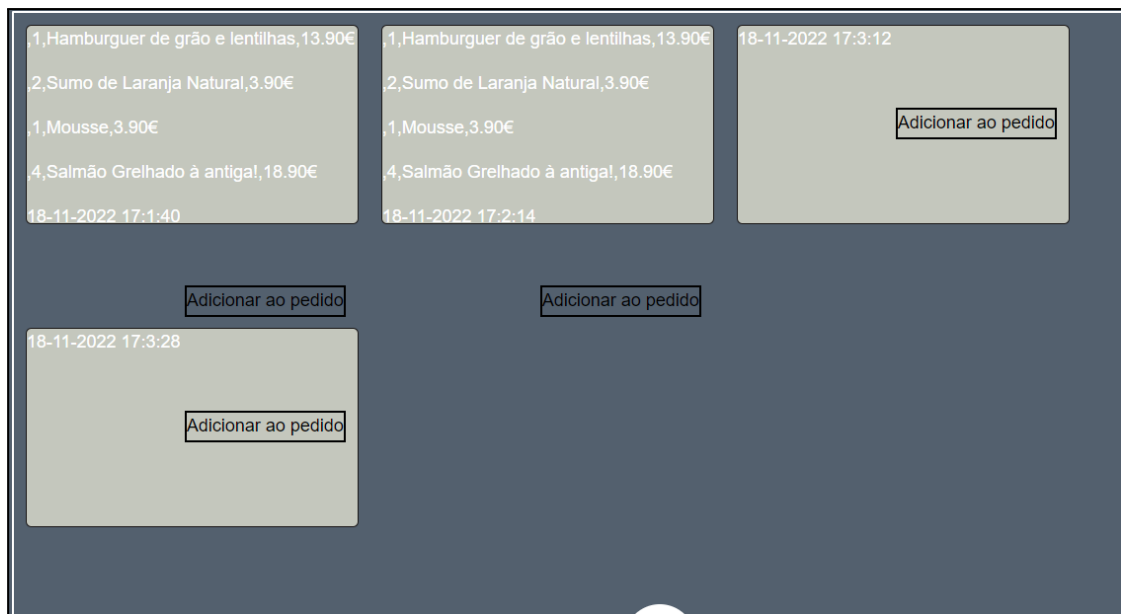 ,1,Hamburguer de grão e lentilhas,13.90€
,2,Sumo de Laranja Natural,3.90€
,1,Mousse,3.90€
,4,Salmão Grelhado à antiga!,18.90€
18-11-2022 17:1:40
Adicionar ao pedido
,1,Hamburguer de grão e lentilhas,13.90€
,2,Sumo de Laranja Natural,3.90€
,1,Mousse,3.90€
,4,Salmão Grelhado à antiga!,18.90€
18-11-2022 17:2:14
Adicionar ao pedido
18-11-2022 17:3:12
Adicionar ao pedido
18-11-2022 17:3:28
Adicionar ao pedido